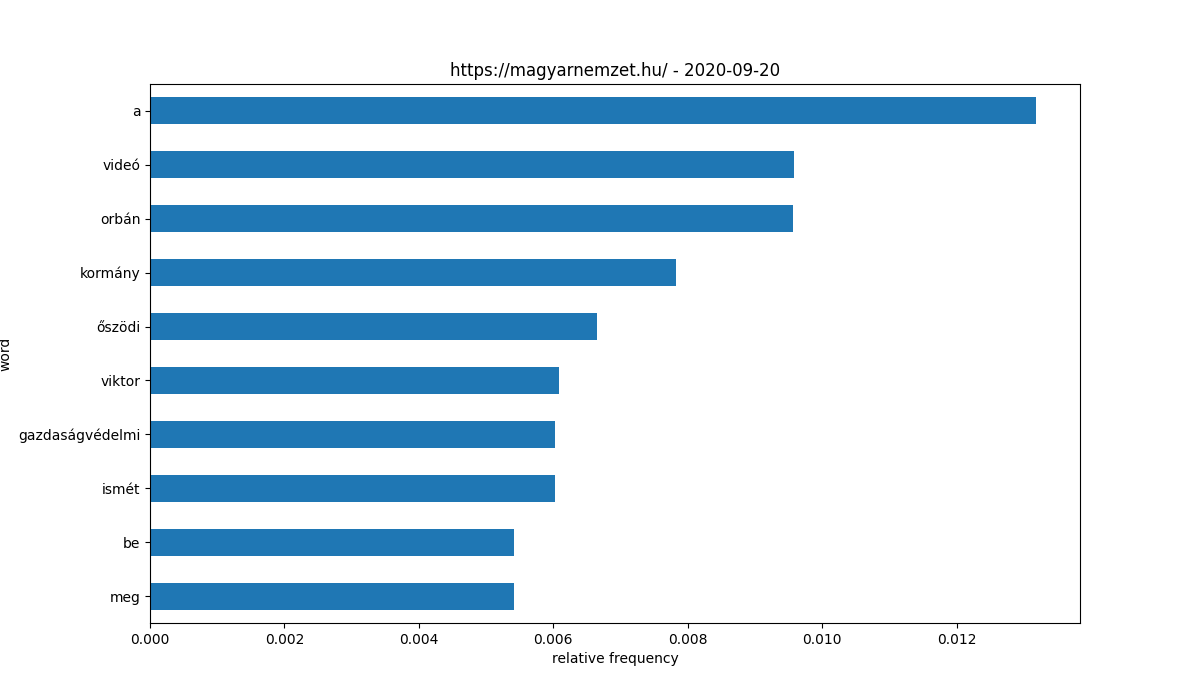 https://magyarnemzet.hu/ - 2020-09-20
a
videó
orbán
kormány
őszödi
viktor
gazdaságvédelmi
ismét
be
meg
word
0.000 0.002 0.004 0.006 0.008 0.010 0.012
relative frequency